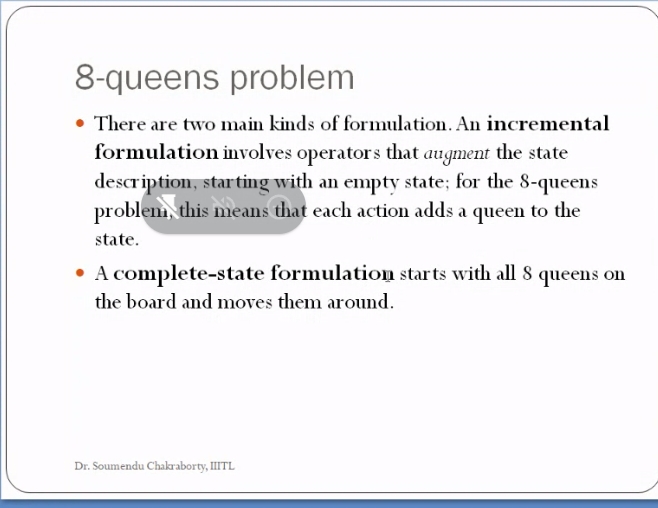 8-queens problem
• There are two main kinds of formulation. An incremental
formulation involves operators that augment the state
description, starting with an empty state; for the 8-queens
problem, this means that each action adds a queen to the
state.
• A complete-state formulation starts with all 8 queens on
the board and moves them around.
Dr. Soumendu Chakraborty, IIITL